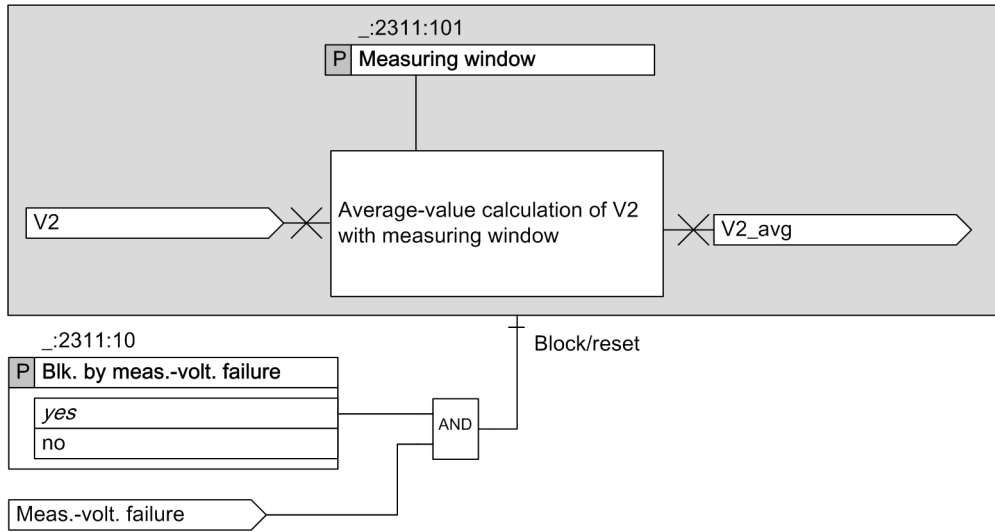 _:2311:101
P Measuring window
Average-value calculation of V2
with measuring window
V2
V2_avg
_:2311:10
Block/reset
P Blk. by meas.-volt. failure
yes
no
AND
Meas.-volt. failure